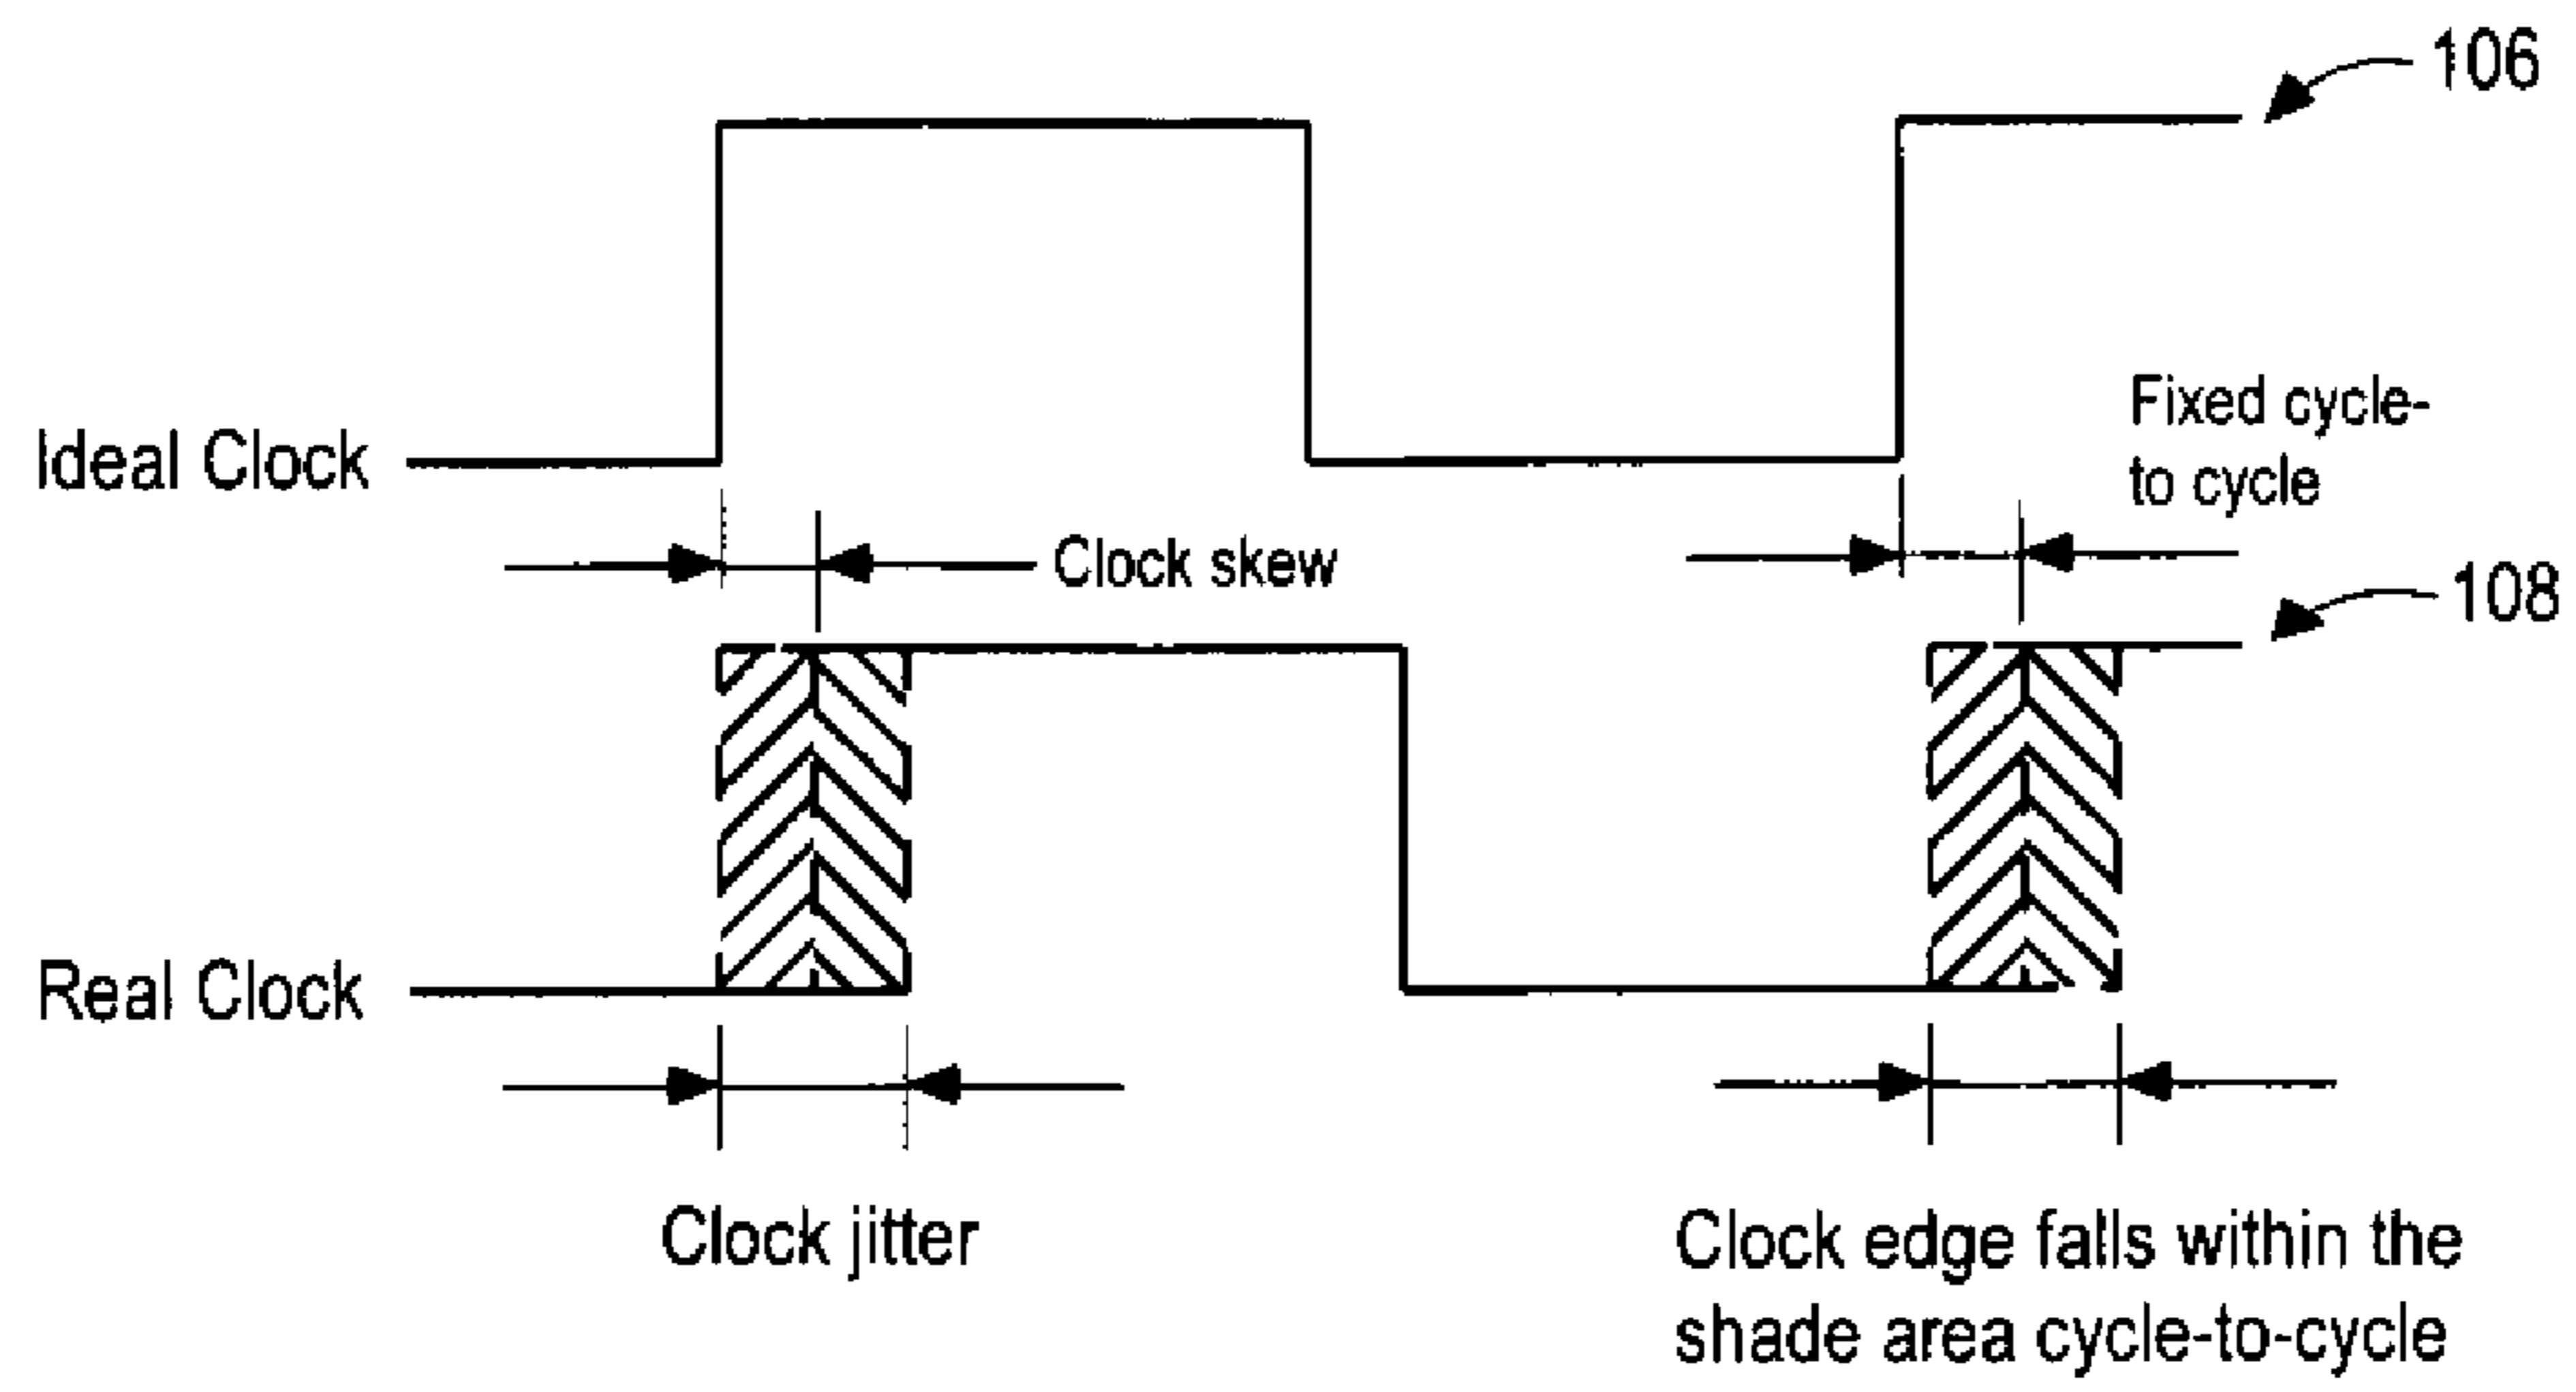 106
Ideal Clock
Fixed cycle-
to cycle
Clock skew
108
Real Clock
Clock jitter
Clock edge falls within the
shade area cycle-to-cycle